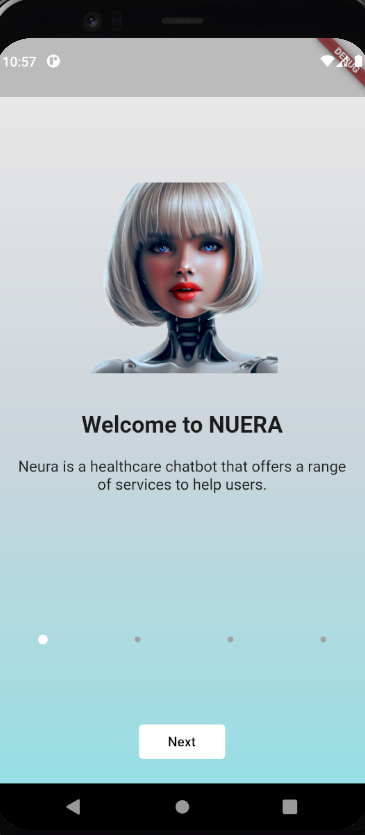 10:57
DEBUG
Welcome to NUERA
Neura is a healthcare chatbot that offers a range
of services to help users.
Next